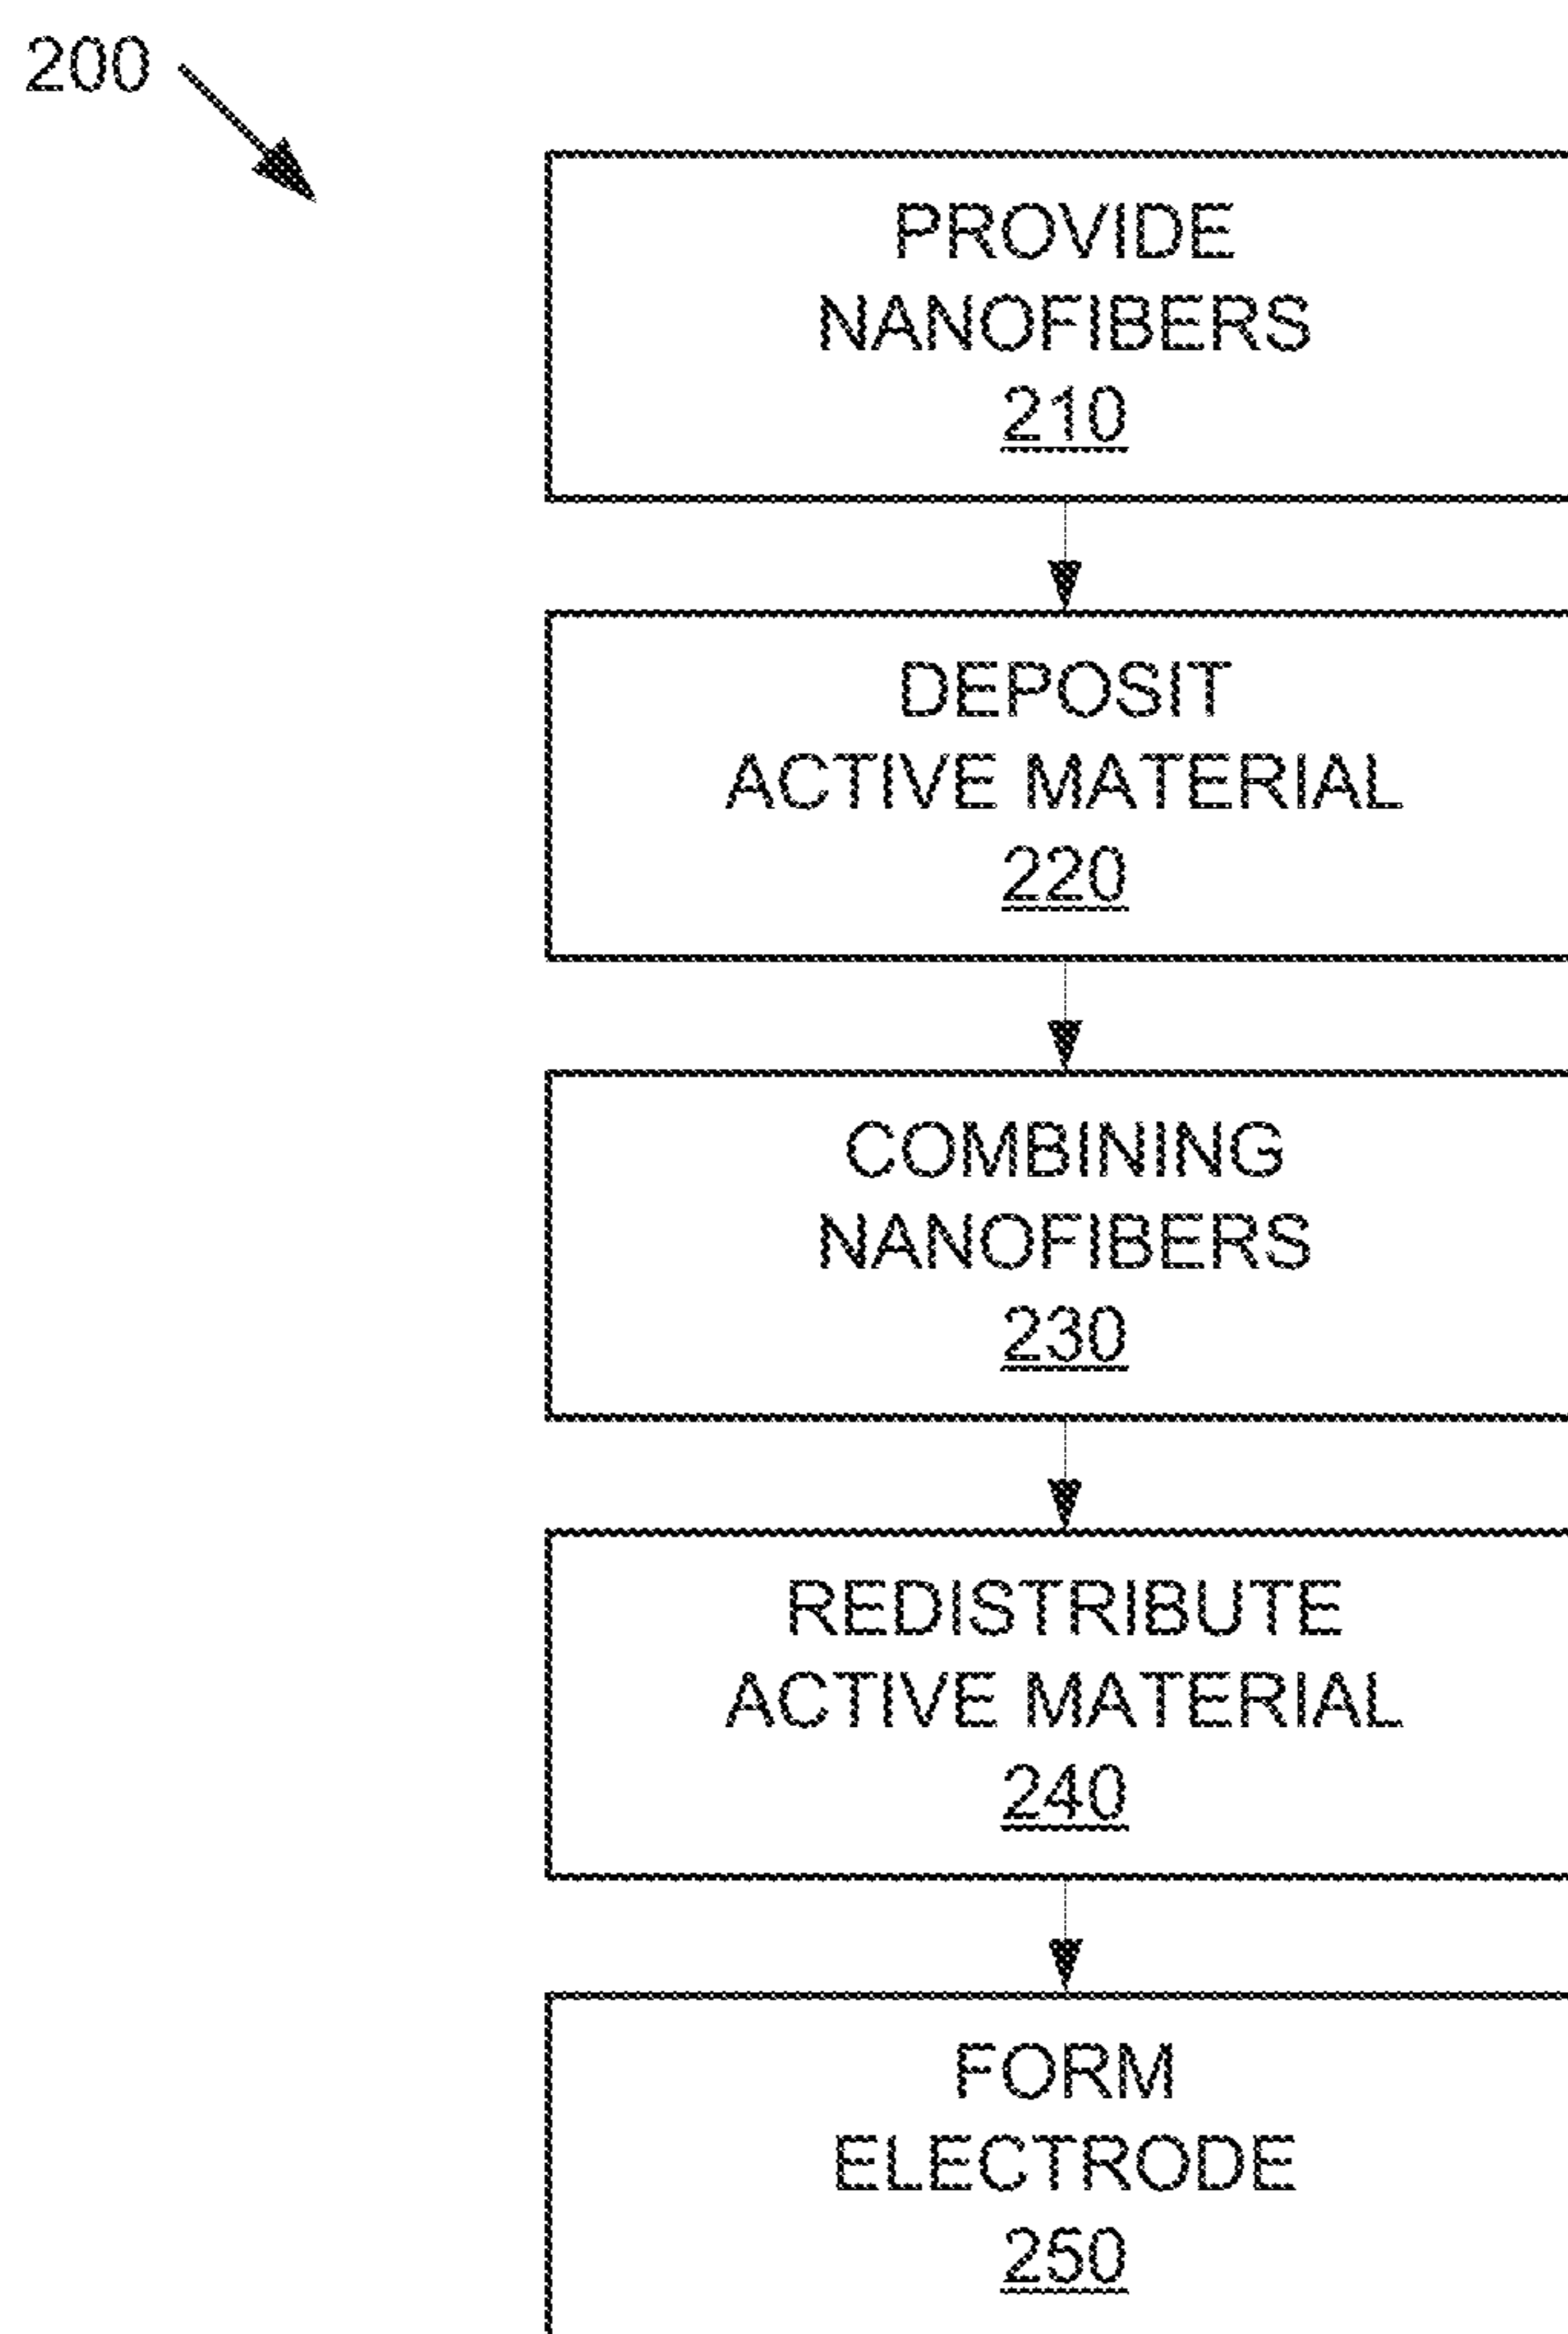 200
PROVIDE
NANOFIBERS
210
DEPOSIT
ACTIVE MATERIAL
220
COMBINING
NANOFIBERS
230
REDISTRIBUTE
ACTIVE MATERIAL
240
FORM
ELECTRODE
250